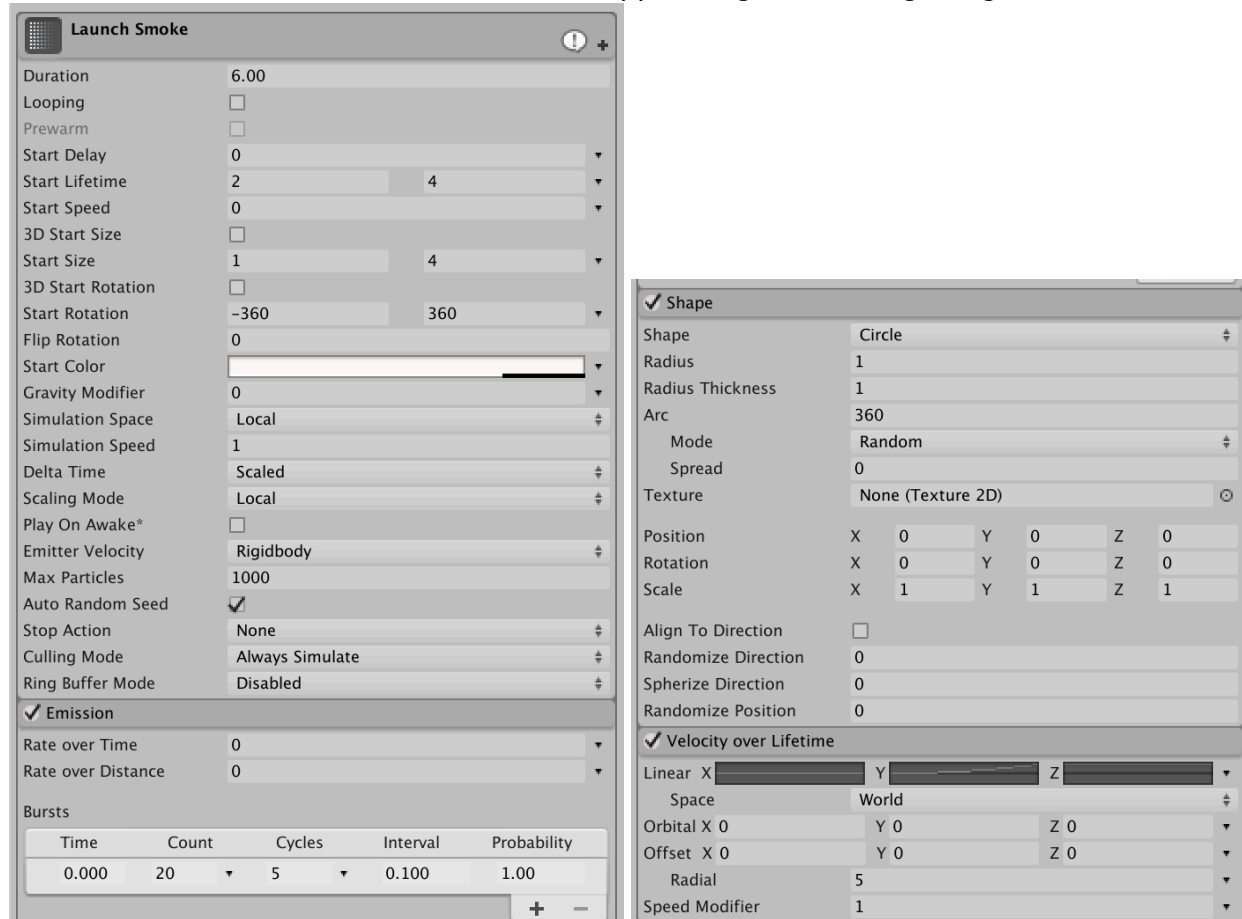 Launch Smoke
Duration 6.00
Looping
Prewarm
Start Delay 0
Start Lifetime 2 4
Start Speed 0
3D Start Size
Start Size 1 4
3D Start Rotation
Start Rotation -360 360
Flip Rotation 0
Start Color
Gravity Modifier 0
Simulation Space Local
Simulation Speed 1
Delta Time Scaled
Scaling Mode Local
Play On Awake*
Emitter Velocity Rigidbody
Max Particles 1000
Auto Random Seed
Stop Action None
Culling Mode Always Simulate
Ring Buffer Mode Disabled
Emission
Rate over Time 0
Rate over Distance 0
Bursts
Time Count Cycles Interval Probability
0.000 20 5 0.100 1.00
+ −
Shape
Shape Circle
Radius 1
Radius Thickness 1
Arc 360
Mode Random
Spread 0
Texture None (Texture 2D)
Position X 0 Y 0 Z 0
Rotation X 0 Y 0 Z 0
Scale X 1 Y 1 Z 1
Align To Direction
Randomize Direction 0
Spherize Direction 0
Randomize Position 0
Velocity over Lifetime
Linear X Y Z
Space World
Orbital X 0 Y 0 Z 0
Offset X 0 Y 0 Z 0
Radial 5
Speed Modifier 1